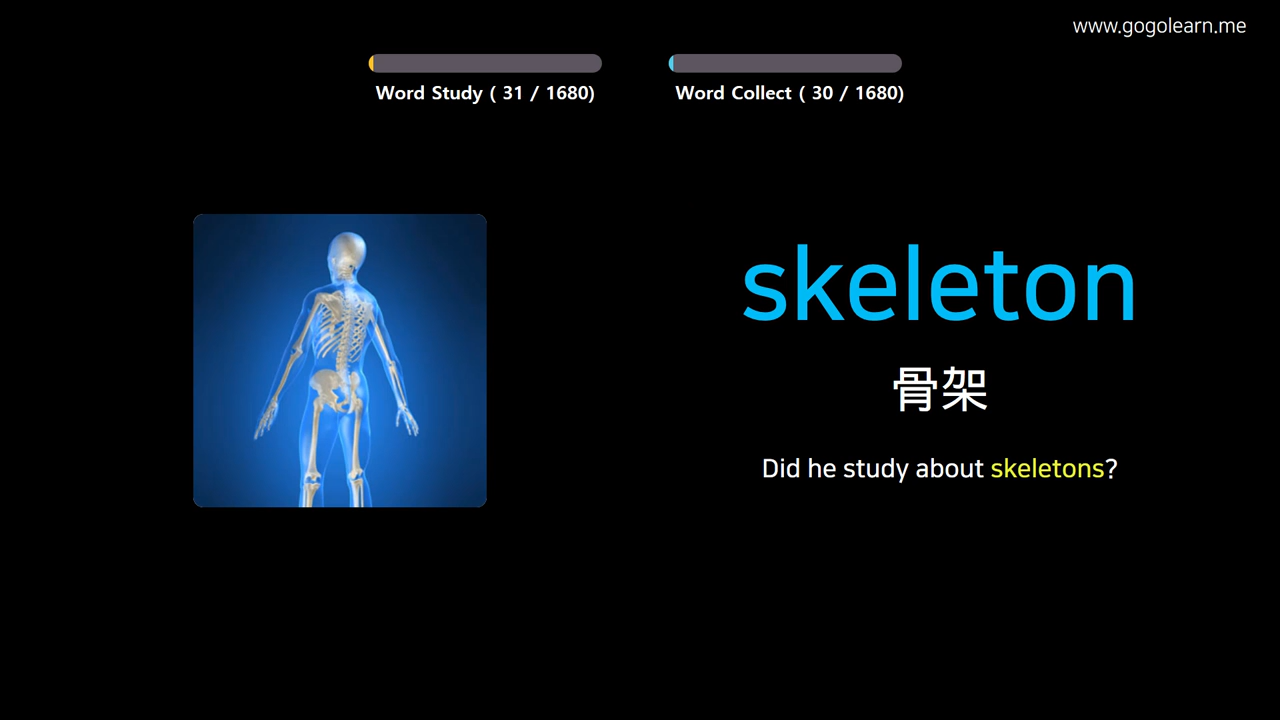 www.gogolearn.me
Word Study ( 31 / 1680)
Word Collect ( 30 / 1680)
skeleton
骨架
Did he study about skeletons?